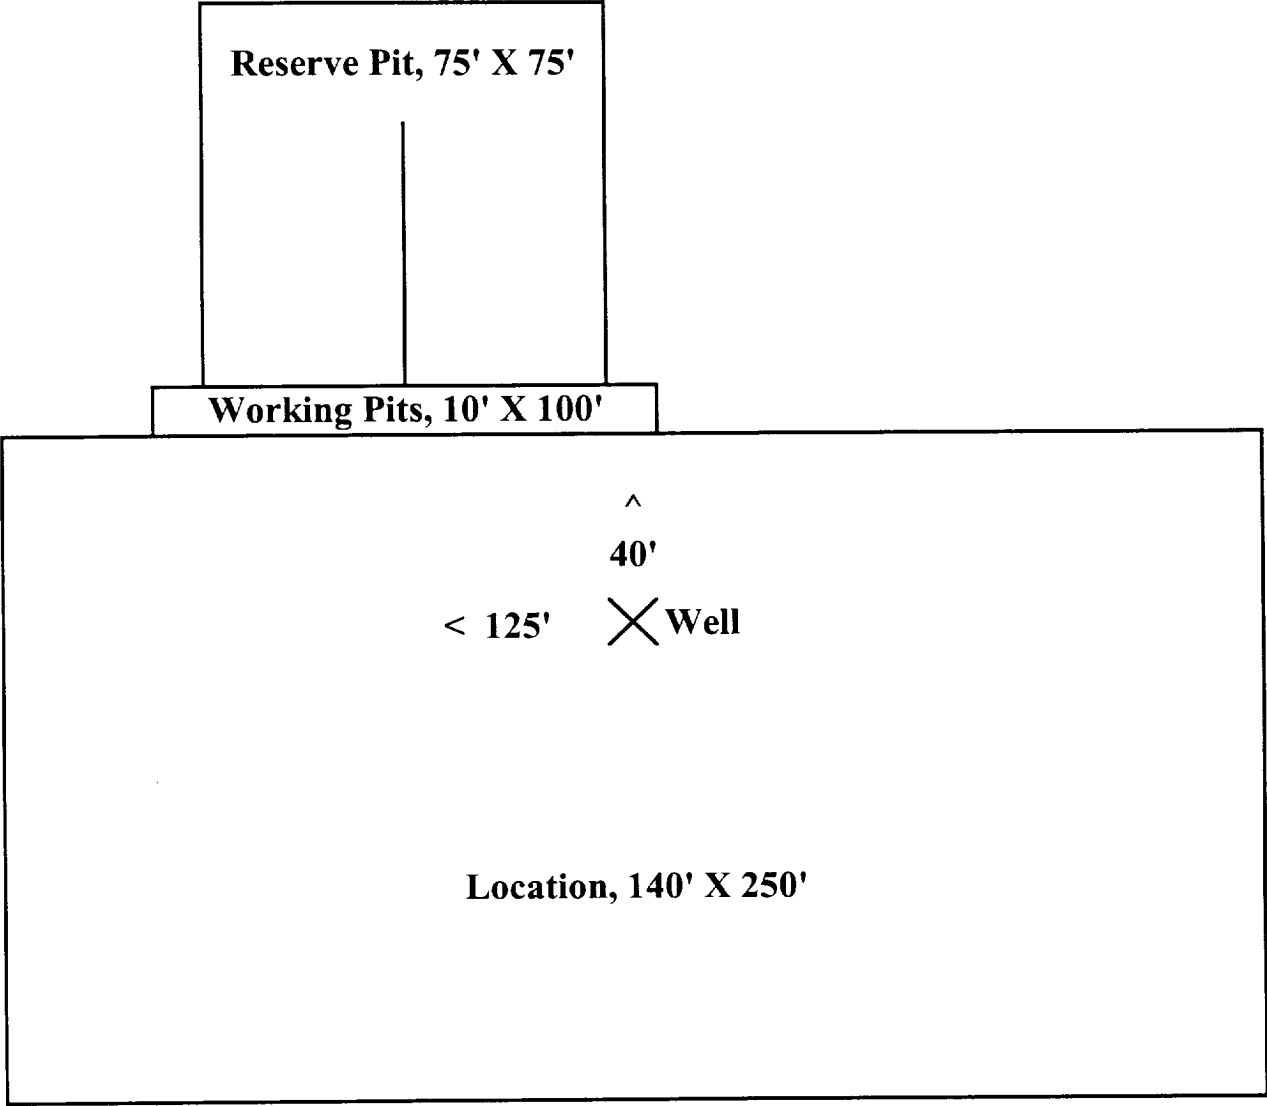 Reserve Pit, 75' X 75'
Working Pits, 10' X 100'
^
40'
< 125'
Well
Location, 140' X 250'